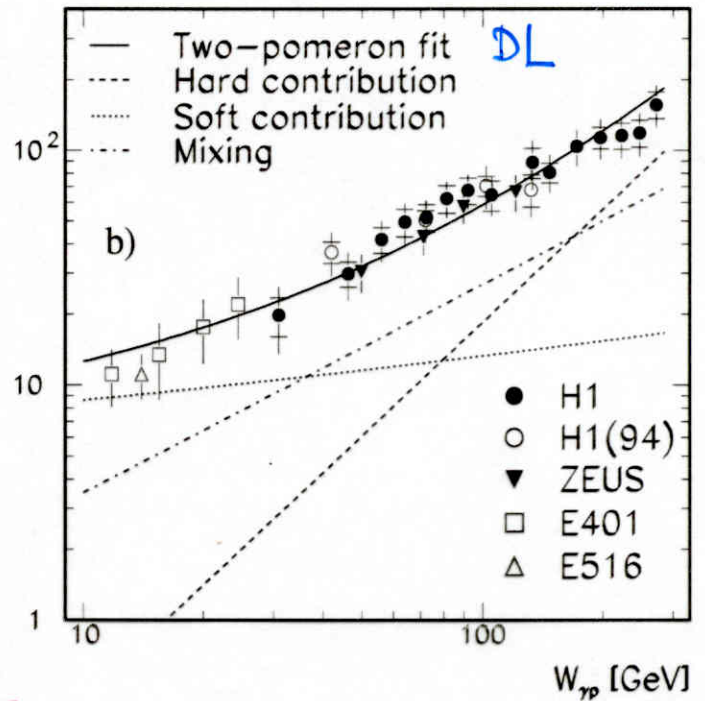 Two-pomeron fit DL
Hard contribution
Soft contribution
Mixing
10²
b)
10
1
H1
H1(94)
ZEUS
E401
E516
10 100
W_γp [GeV]